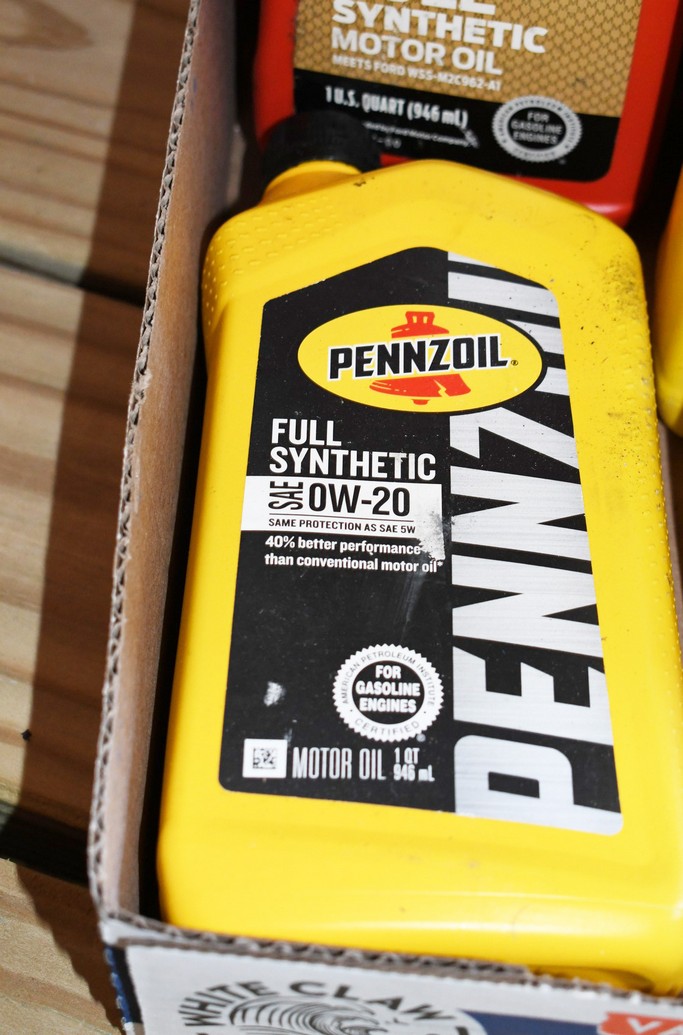 SYNTHETIC
MOTOR OIL
MEETS FORD WSS-M2C962-A1
1 U.S. QUART (946 mL)
FOR
GASOLINE
ENGINES
PENNZOIL®
FULL
SYNTHETIC
SAE 0W-20
SAME PROTECTION AS SAE 5W
40% better performance
than conventional motor oil*
AMERICAN PETROLEUM INSTITUTE
FOR
GASOLINE
ENGINES
CERTIFIED
MOTOR OIL 1 QT
946 mL
PENNZOIL
WHITE CLAW